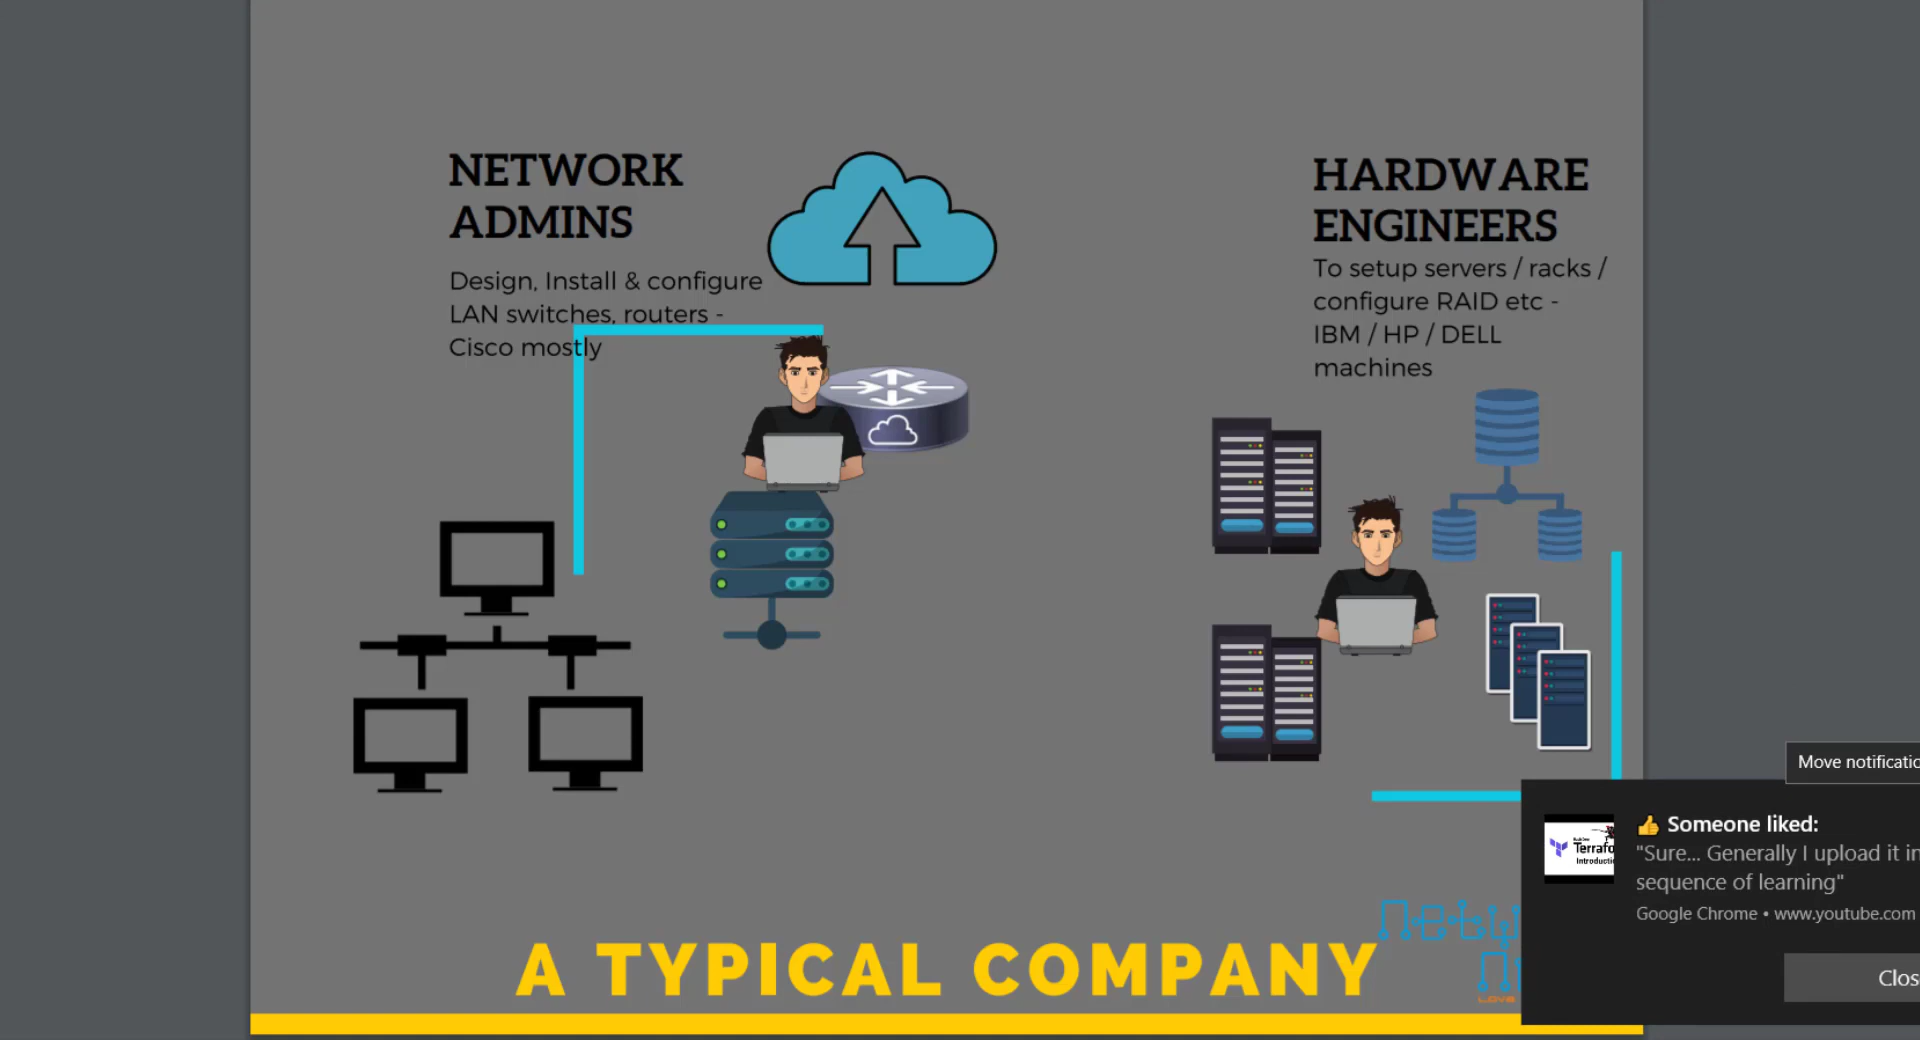 NETWORK
ADMINS
Design, Install & configure
LAN switches, routers -
Cisco mostly
HARDWARE
ENGINEERS
To setup servers / racks /
configure RAID etc -
IBM / HP / DELL
machines
Move
Someone liked:
"Sure... Generally I upload it in
sequence of learning"
Google Chrome • www.youtube.com
Introduction
A TYPICAL COMPANY